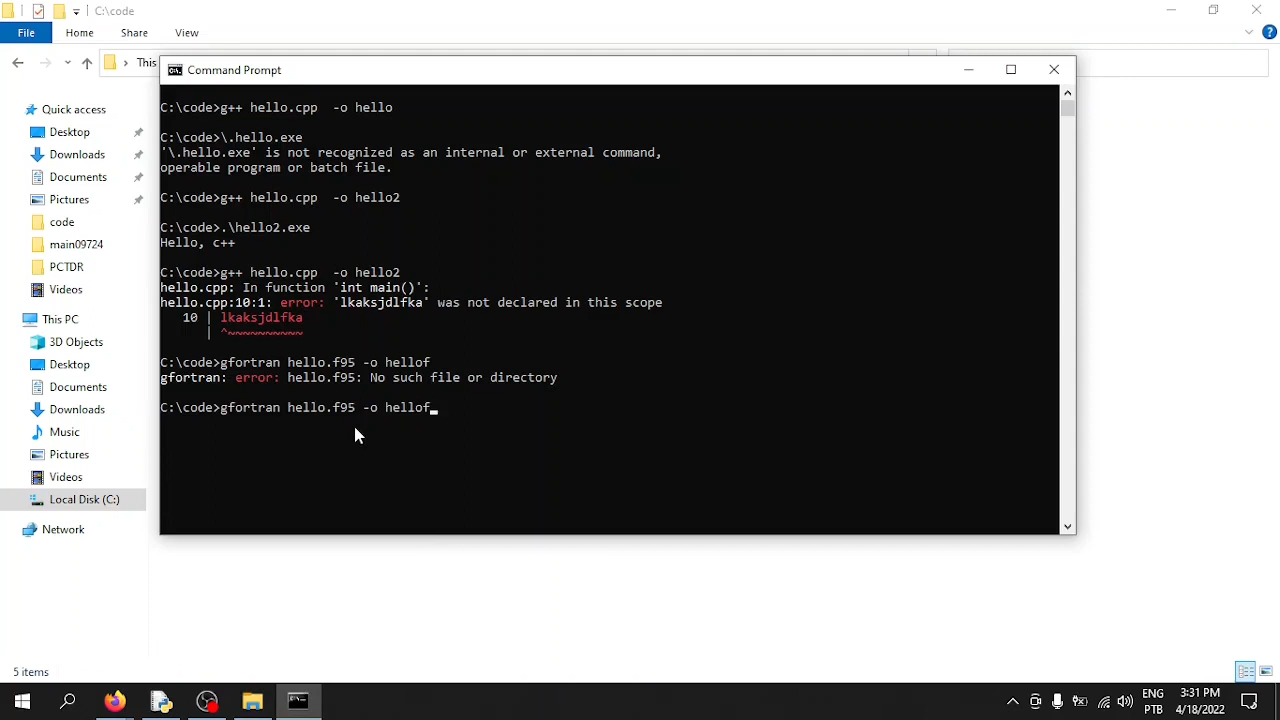 C:\code
File Home Share View
This
Quick access
Desktop
Downloads
Documents
Pictures
code
main09724
PCTDR
Videos
This PC
3D Objects
Desktop
Documents
Downloads
Music
Pictures
Videos
Local Disk (C:)
Network
5 items
Command Prompt
C:\code>g++ hello.cpp  -o hello
C:\code>\.hello.exe
'\.hello.exe' is not recognized as an internal or external command,
operable program or batch file.
C:\code>g++ hello.cpp  -o hello2
C:\code>.\hello2.exe
Hello, c++
C:\code>g++ hello.cpp  -o hello2
hello.cpp: In function 'int main()':
hello.cpp:10:1: error: 'lkaksjdlfka' was not declared in this scope
10 | lkaksjdlfka
| ^~~~~~~~~~~
C:\code>gfortran hello.f95 -o hellof
gfortran: error: hello.f95: No such file or directory
C:\code>gfortran hello.f95 -o hellof_
ENG
PTB
3:31 PM
4/18/2022